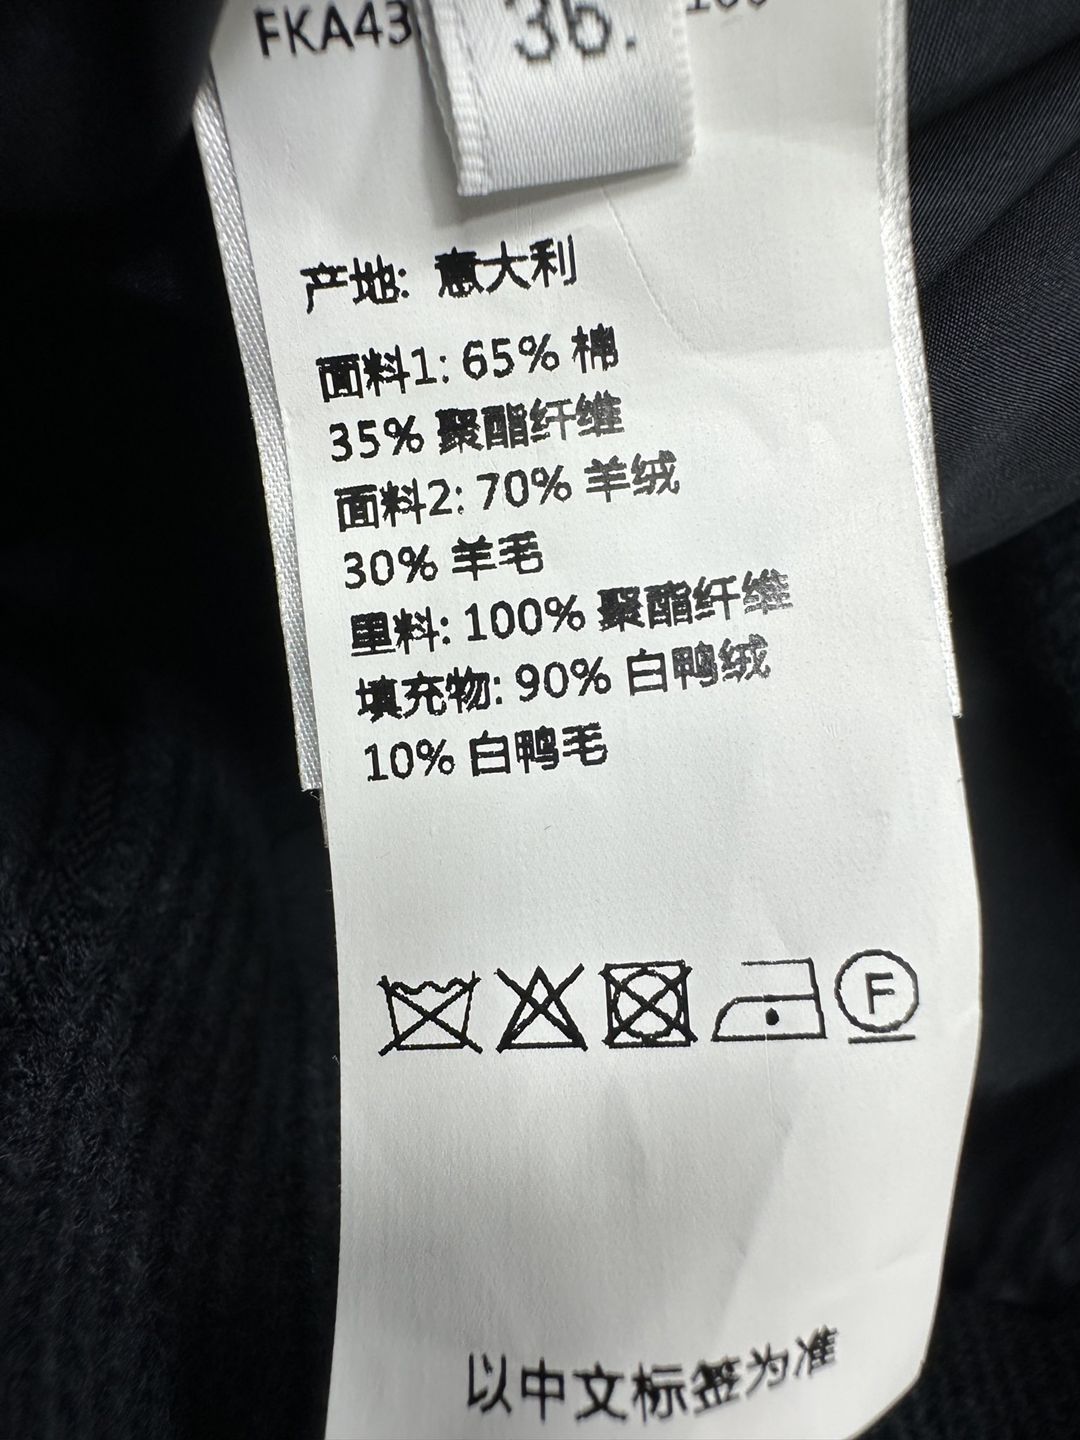 FKA43
36.
产地: 意大利
面料1: 65% 棉
35% 聚酯纤维
面料2: 70% 羊绒
30% 羊毛
里料: 100% 聚酯纤维
填充物: 90% 白鸭绒
10% 白鸭毛
F
以中文标签为准